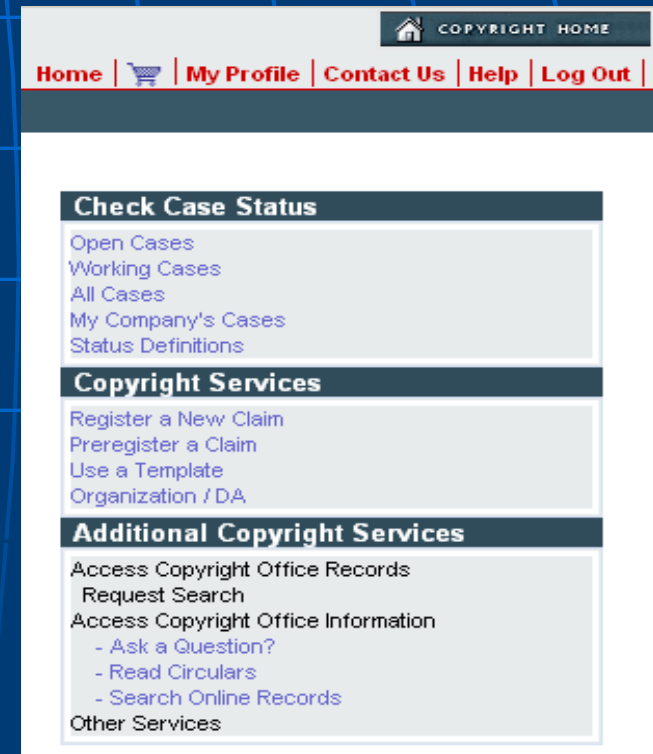 COPYRIGHT HOME
Home | My Profile | Contact Us | Help | Log Out |
Check Case Status
Open Cases
Working Cases
All Cases
My Company's Cases
Status Definitions
Copyright Services
Register a New Claim
Preregister a Claim
Use a Template
Organization / DA
Additional Copyright Services
Access Copyright Office Records
Request Search
Access Copyright Office Information
- Ask a Question?
- Read Circulars
- Search Online Records
Other Services